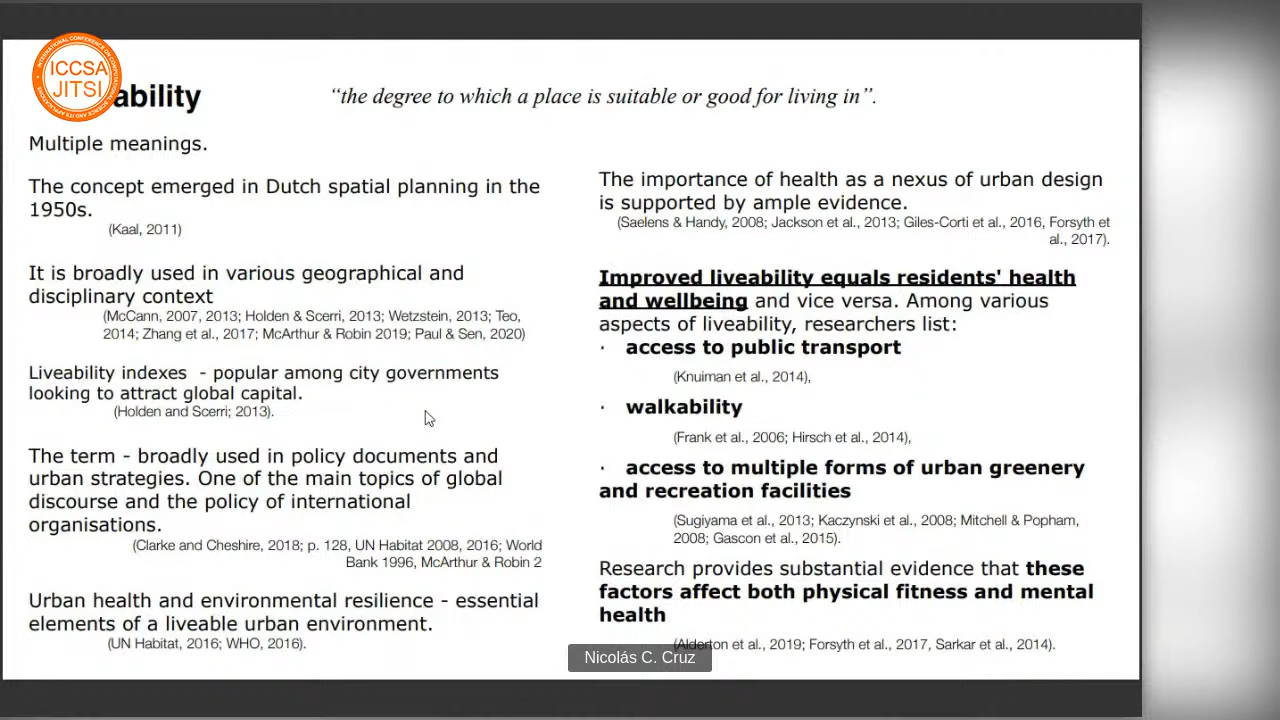 ICCSA
JITSI
ability
“the degree to which a place is suitable or good for living in”.
Multiple meanings.
The concept emerged in Dutch spatial planning in the
1950s.
(Kaal, 2011)
It is broadly used in various geographical and
disciplinary context
(McCann, 2007, 2013; Holden & Scerri, 2013; Wetzstein, 2013; Teo,
2014; Zhang et al., 2017; McArthur & Robin 2019; Paul & Sen, 2020)
Liveability indexes - popular among city governments
looking to attract global capital.
(Holden and Scerri; 2013).
The term - broadly used in policy documents and
urban strategies. One of the main topics of global
discourse and the policy of international
organisations.
(Clarke and Cheshire, 2018; p. 128, UN Habitat 2008, 2016; World
Bank 1996, McArthur & Robin 2
Urban health and environmental resilience - essential
elements of a liveable urban environment.
(UN Habitat, 2016; WHO, 2016).
The importance of health as a nexus of urban design
is supported by ample evidence.
(Saelens & Handy, 2008; Jackson et al., 2013; Giles-Corti et al., 2016, Forsyth et
al., 2017).
Improved liveability equals residents' health
and wellbeing and vice versa. Among various
aspects of liveability, researchers list:
· access to public transport
(Knuiman et al., 2014),
· walkability
(Frank et al., 2006; Hirsch et al., 2014),
· access to multiple forms of urban greenery
and recreation facilities
(Sugiyama et al., 2013; Kaczynski et al., 2008; Mitchell & Popham,
2008; Gascon et al., 2015).
Research provides substantial evidence that these
factors affect both physical fitness and mental
health
(Alderton et al., 2019; Forsyth et al., 2017, Sarkar et al., 2014).
Nicolás C. Cruz